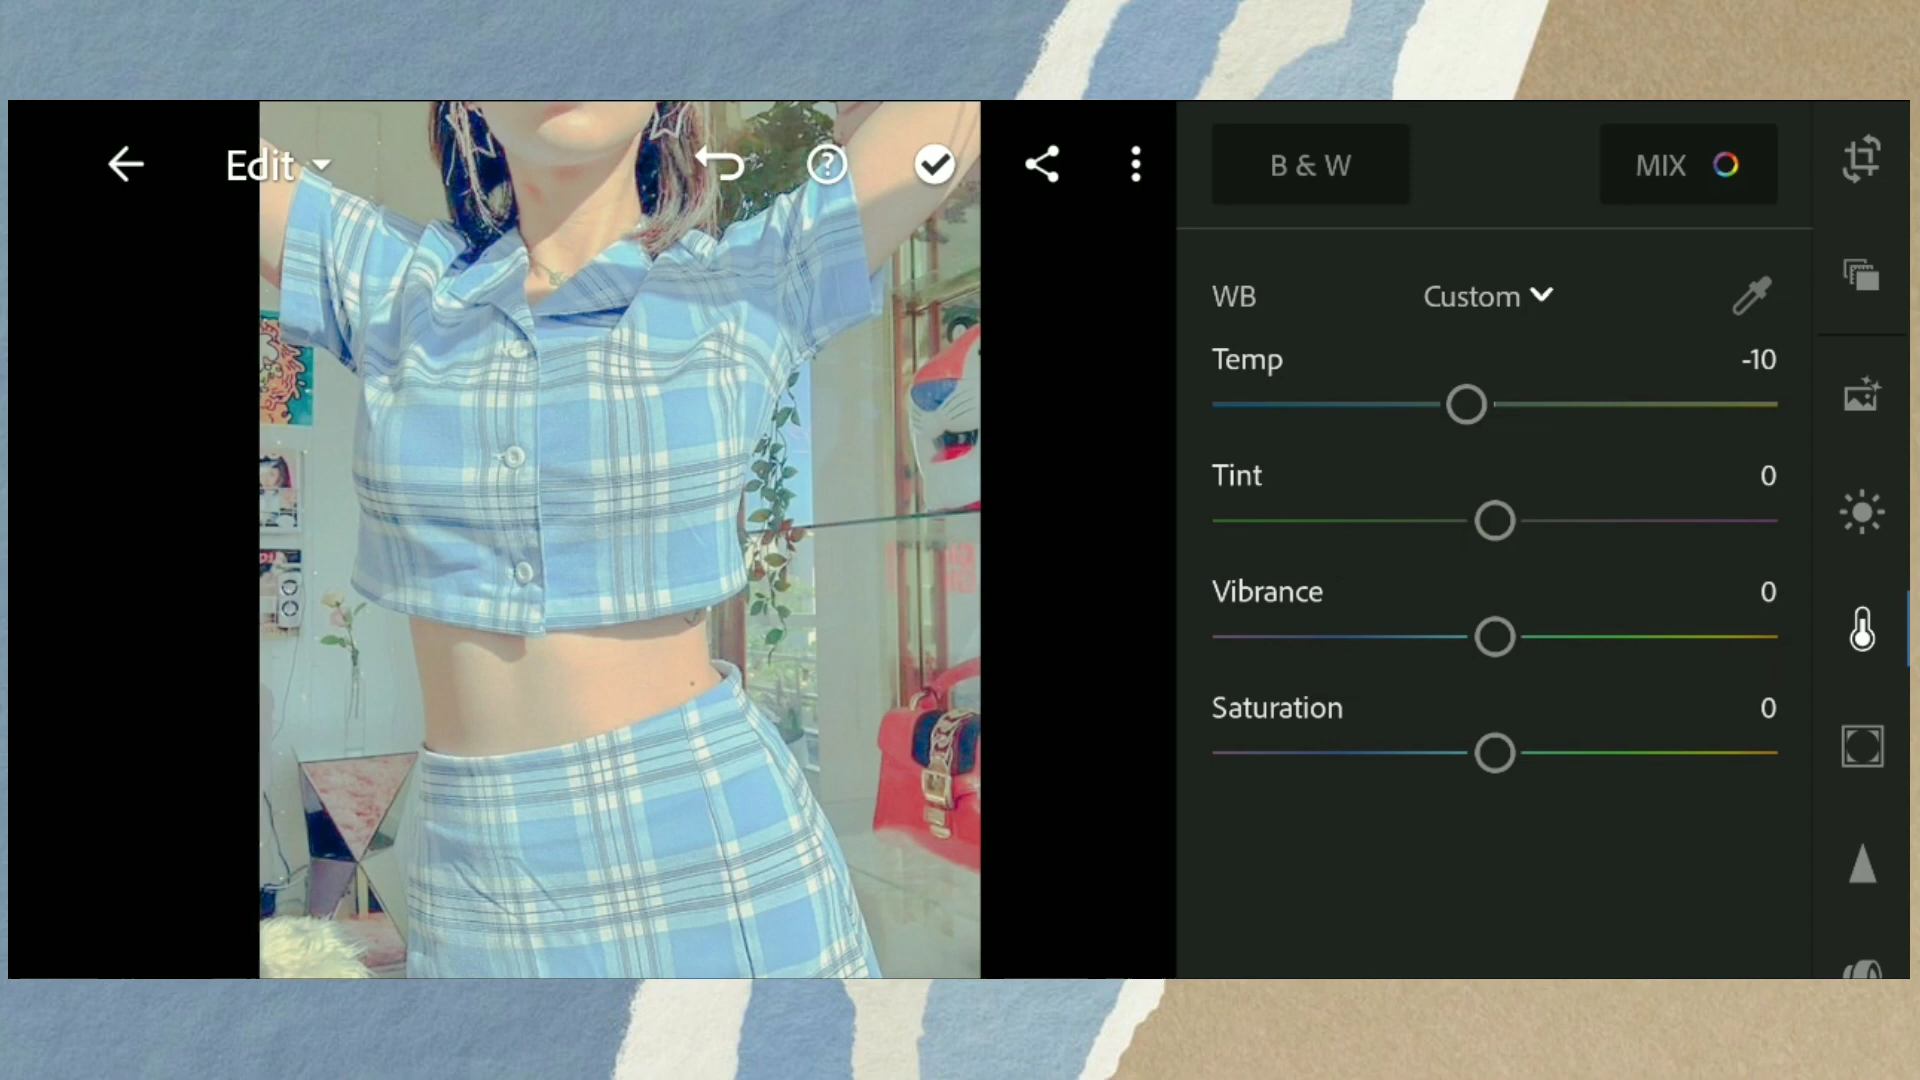 Edit
B & W
MIX
WB
Custom
Temp
-10
Tint
0
Vibrance
0
Saturation
0